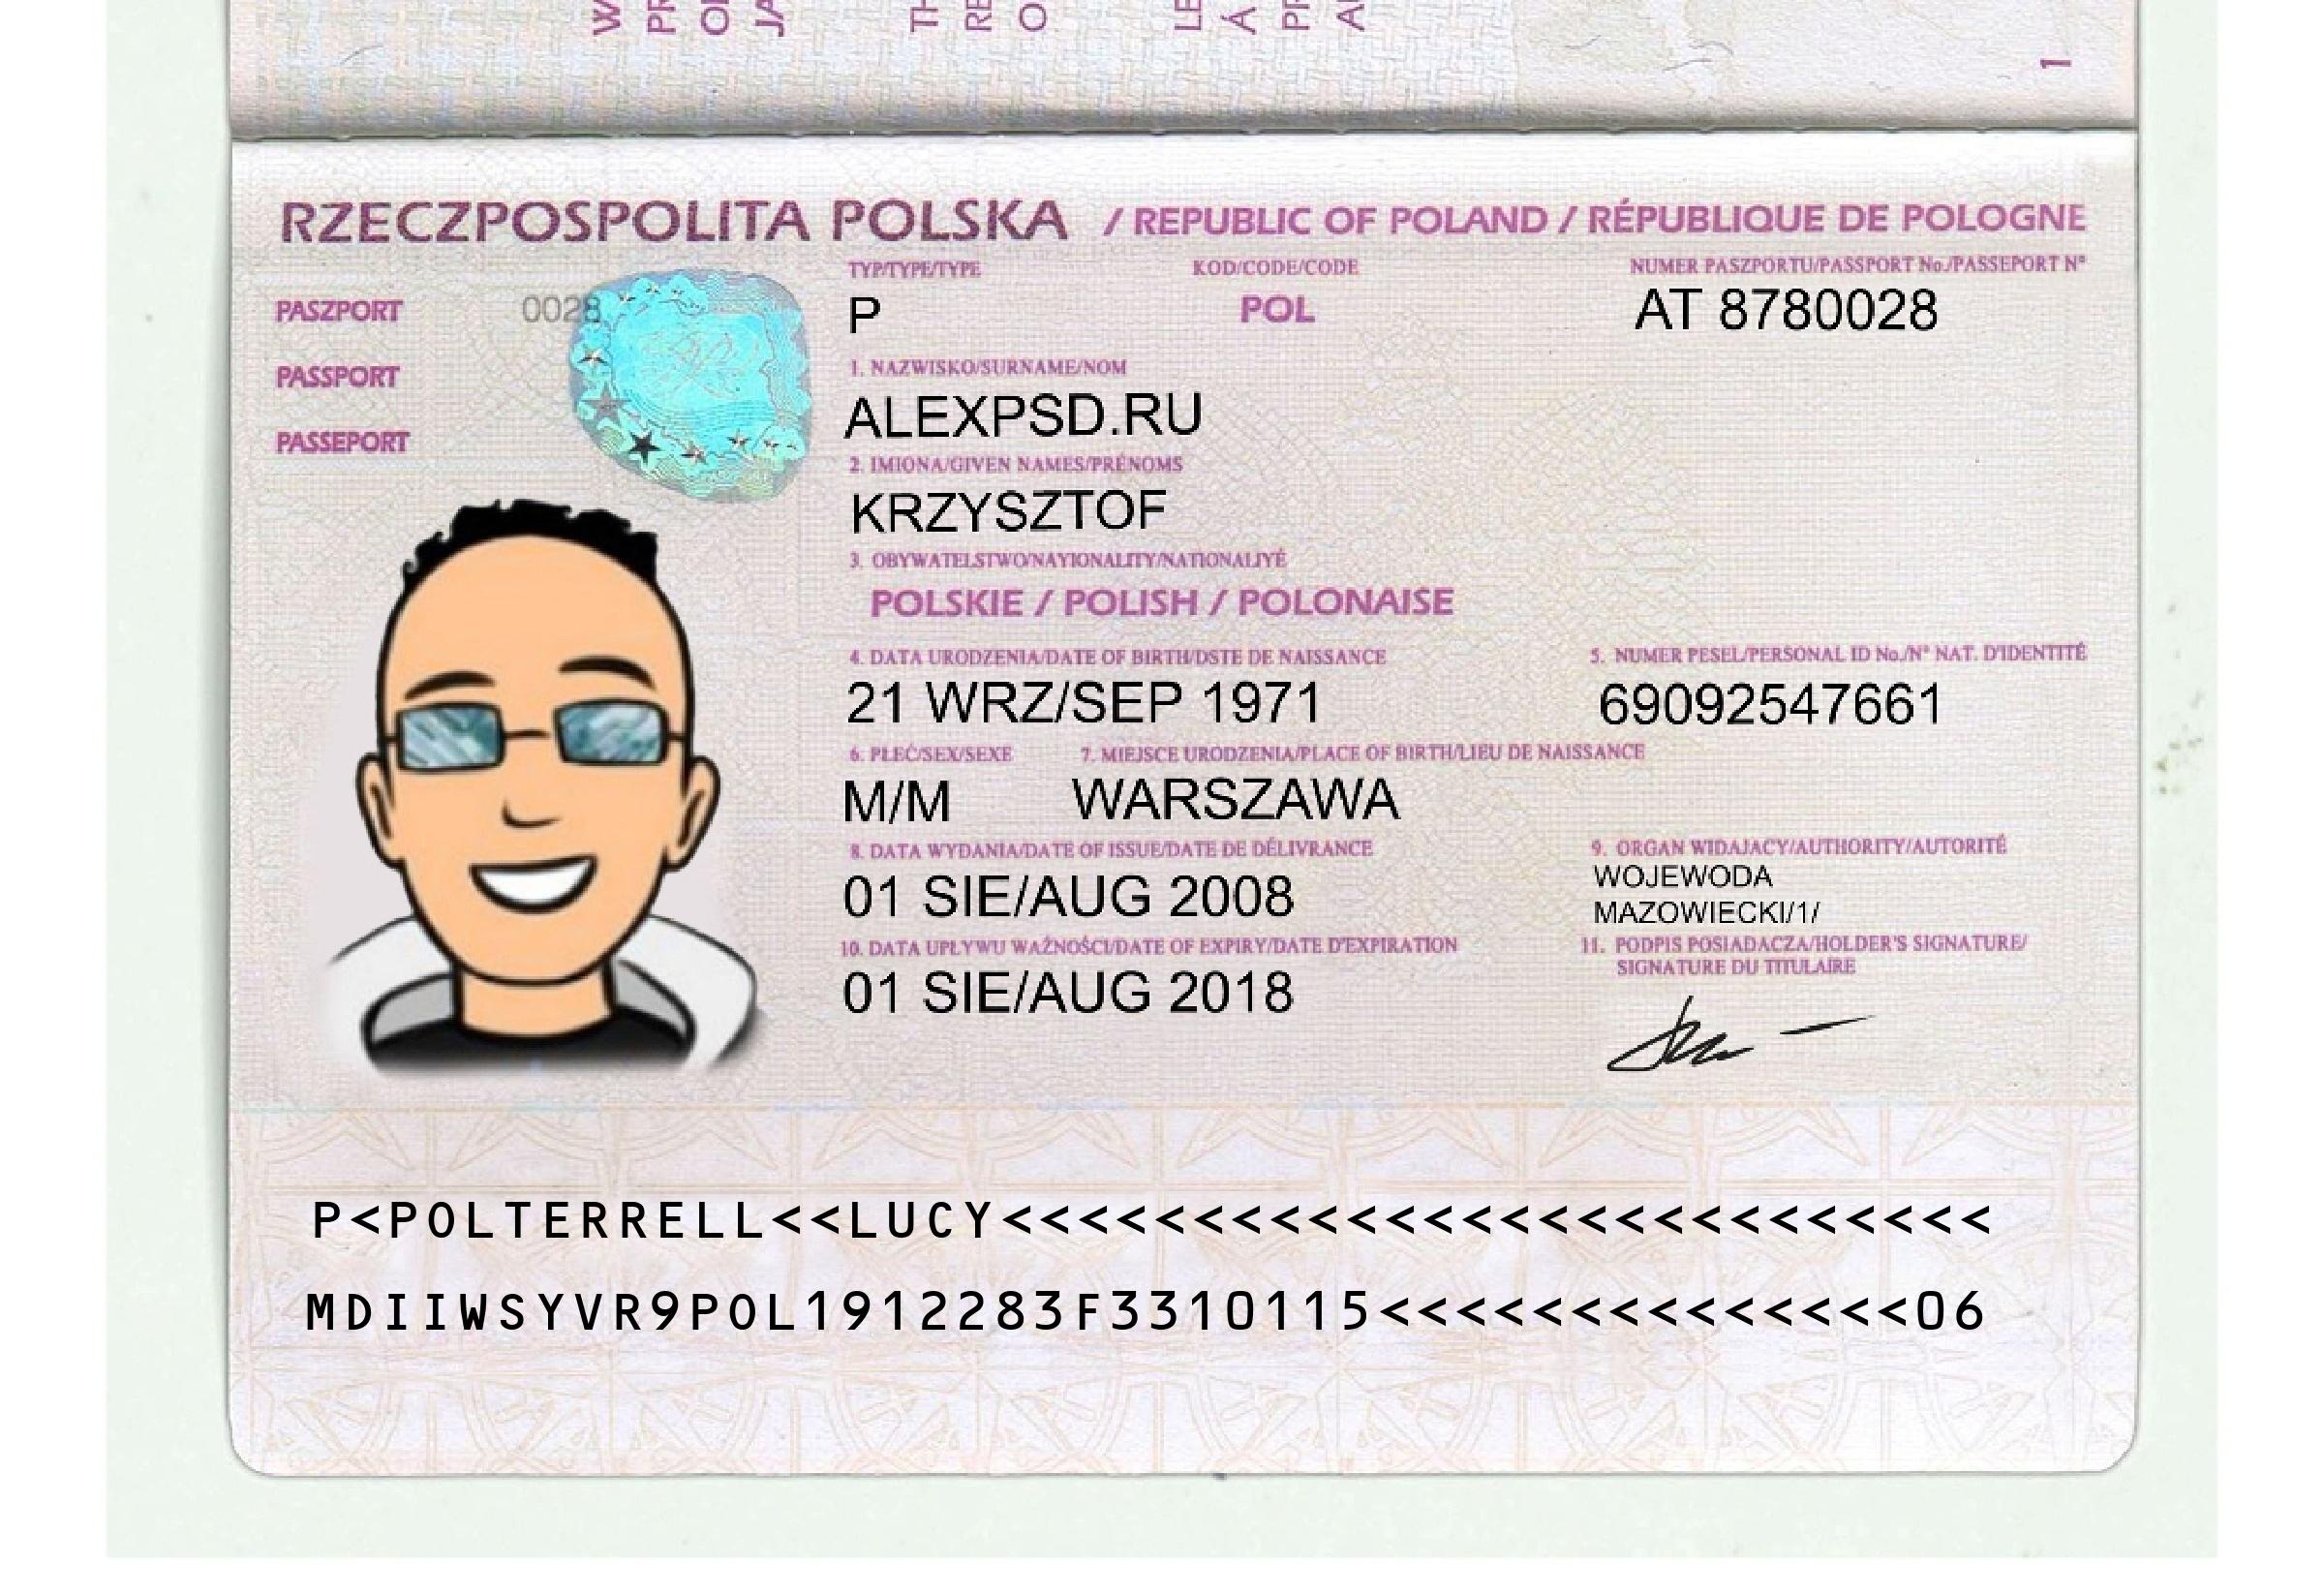 1
RZECZPOSPOLITA POLSKA / REPUBLIC OF POLAND / RÉPUBLIQUE DE POLOGNE
TYP/TYPE/TYPE KOD/CODE/CODE NUMER PASZPORTU/PASSPORT No./PASSEPORT N°
PASZPORT 0028 P POL AT 8780028
PASSPORT
PASSEPORT
1. NAZWISKO/SURNAME/NOM
ALEXPSD.RU
2. IMIONA/GIVEN NAMES/PRÉNOMS
KRZYSZTOF
3. OBYWATELSTWO/NAYIONALITY/NATIONALIYÉ
POLSKIE / POLISH / POLONAISE
4. DATA URODZENIA/DATE OF BIRTH/DSTE DE NAISSANCE 5. NUMER PESEL/PERSONAL ID No./N° NAT. D'IDENTITÉ
21 WRZ/SEP 1971 69092547661
6. PŁEĆ/SEX/SEXE 7. MIEJSCE URODZENIA/PLACE OF BIRTH/LIEU DE NAISSANCE
M/M WARSZAWA
8. DATA WYDANIA/DATE OF ISSUE/DATE DE DÉLIVRANCE 9. ORGAN WIDAJACY/AUTHORITY/AUTORITÉ
01 SIE/AUG 2008 WOJEWODA
MAZOWIECKI/1/
10. DATA UPŁYWU WAŻNOŚCI/DATE OF EXPIRY/DATE D'EXPIRATION 11. PODPIS POSIADACZA/HOLDER'S SIGNATURE/
SIGNATURE DU TITULAIRE
01 SIE/AUG 2018
P<POLTERRELL<<LUCY<<<<<<<<<<<<<<<<<<<<<<<<<<
MDIIWSYVR9POL1912283F3310115<<<<<<<<<<<<<<06